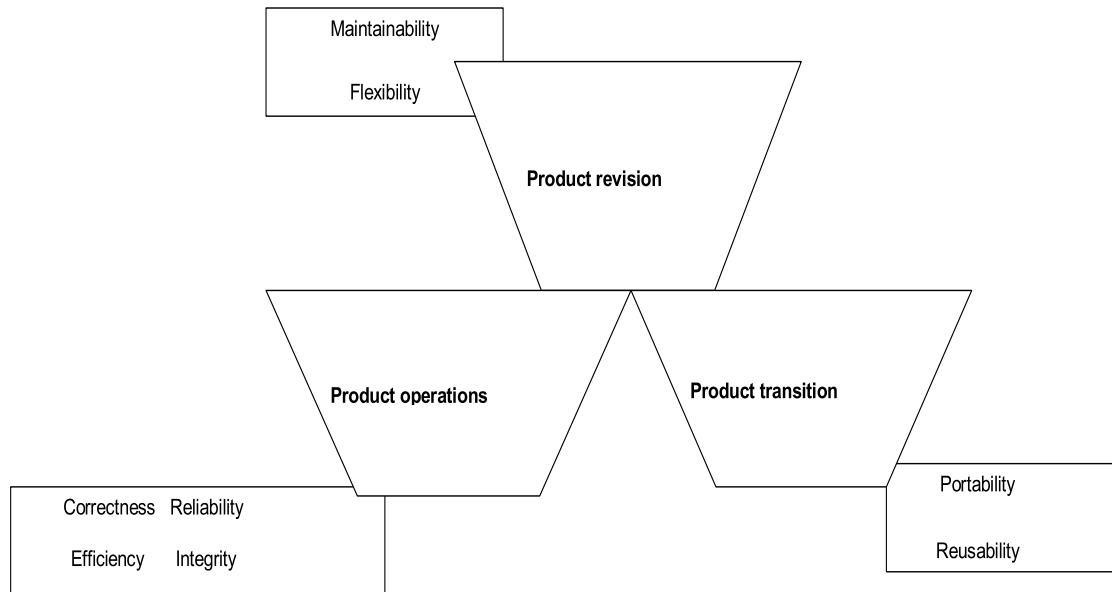 Maintainability
Flexibility
Product revision
Product operations
Product transition
Correctness Reliability
Efficiency Integrity
Portability
Reusability